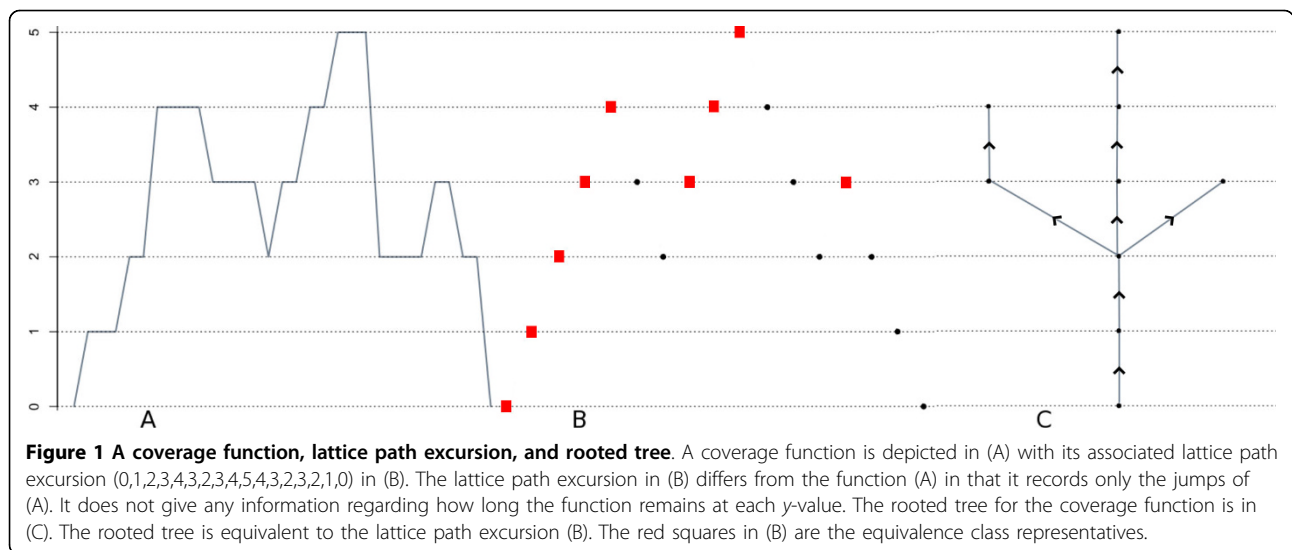 5
4
3
2
1
0
A
B
C
Figure 1 A coverage function, lattice path excursion, and rooted tree. A coverage function is depicted in (A) with its associated lattice path
excursion (0,1,2,3,4,3,2,3,4,5,4,3,2,3,2,1,0) in (B). The lattice path excursion in (B) differs from the function (A) in that it records only the jumps of
(A). It does not give any information regarding how long the function remains at each y-value. The rooted tree for the coverage function is in
(C). The rooted tree is equivalent to the lattice path excursion (B). The red squares in (B) are the equivalence class representatives.